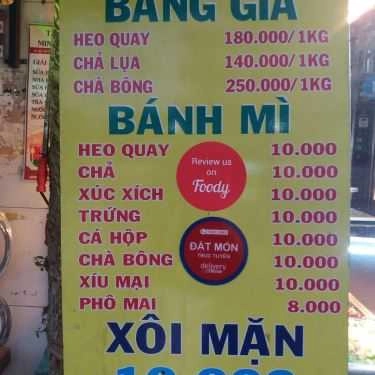 BẢNG GIÁ
HEO QUAY 180.000/1KG
CHẢ LỤA 140.000/1KG
CHÀ BÔNG 250.000/1KG
BÁNH MÌ
HEO QUAY 10.000
CHẢ 10.000
XÚC XÍCH 10.000
TRỨNG 10.000
CÁ HỘP 10.000
CHÀ BÔNG 10.000
XÍU MẠI 10.000
PHÔ MAI 8.000
Review us
on
Foody
ĐẶT MÓN
TRỰC TUYẾN
delivery
XÔI MẶN